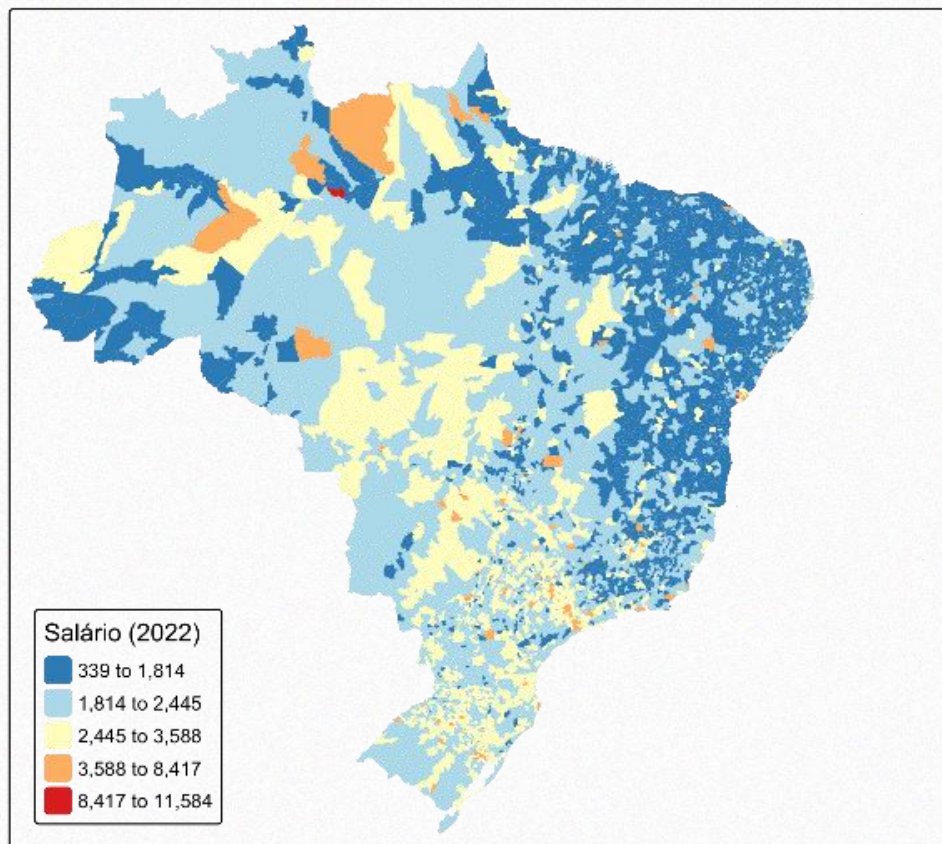 Salário (2022)
339 to 1,814
1,814 to 2,445
2,445 to 3,588
3,588 to 8,417
8,417 to 11,584